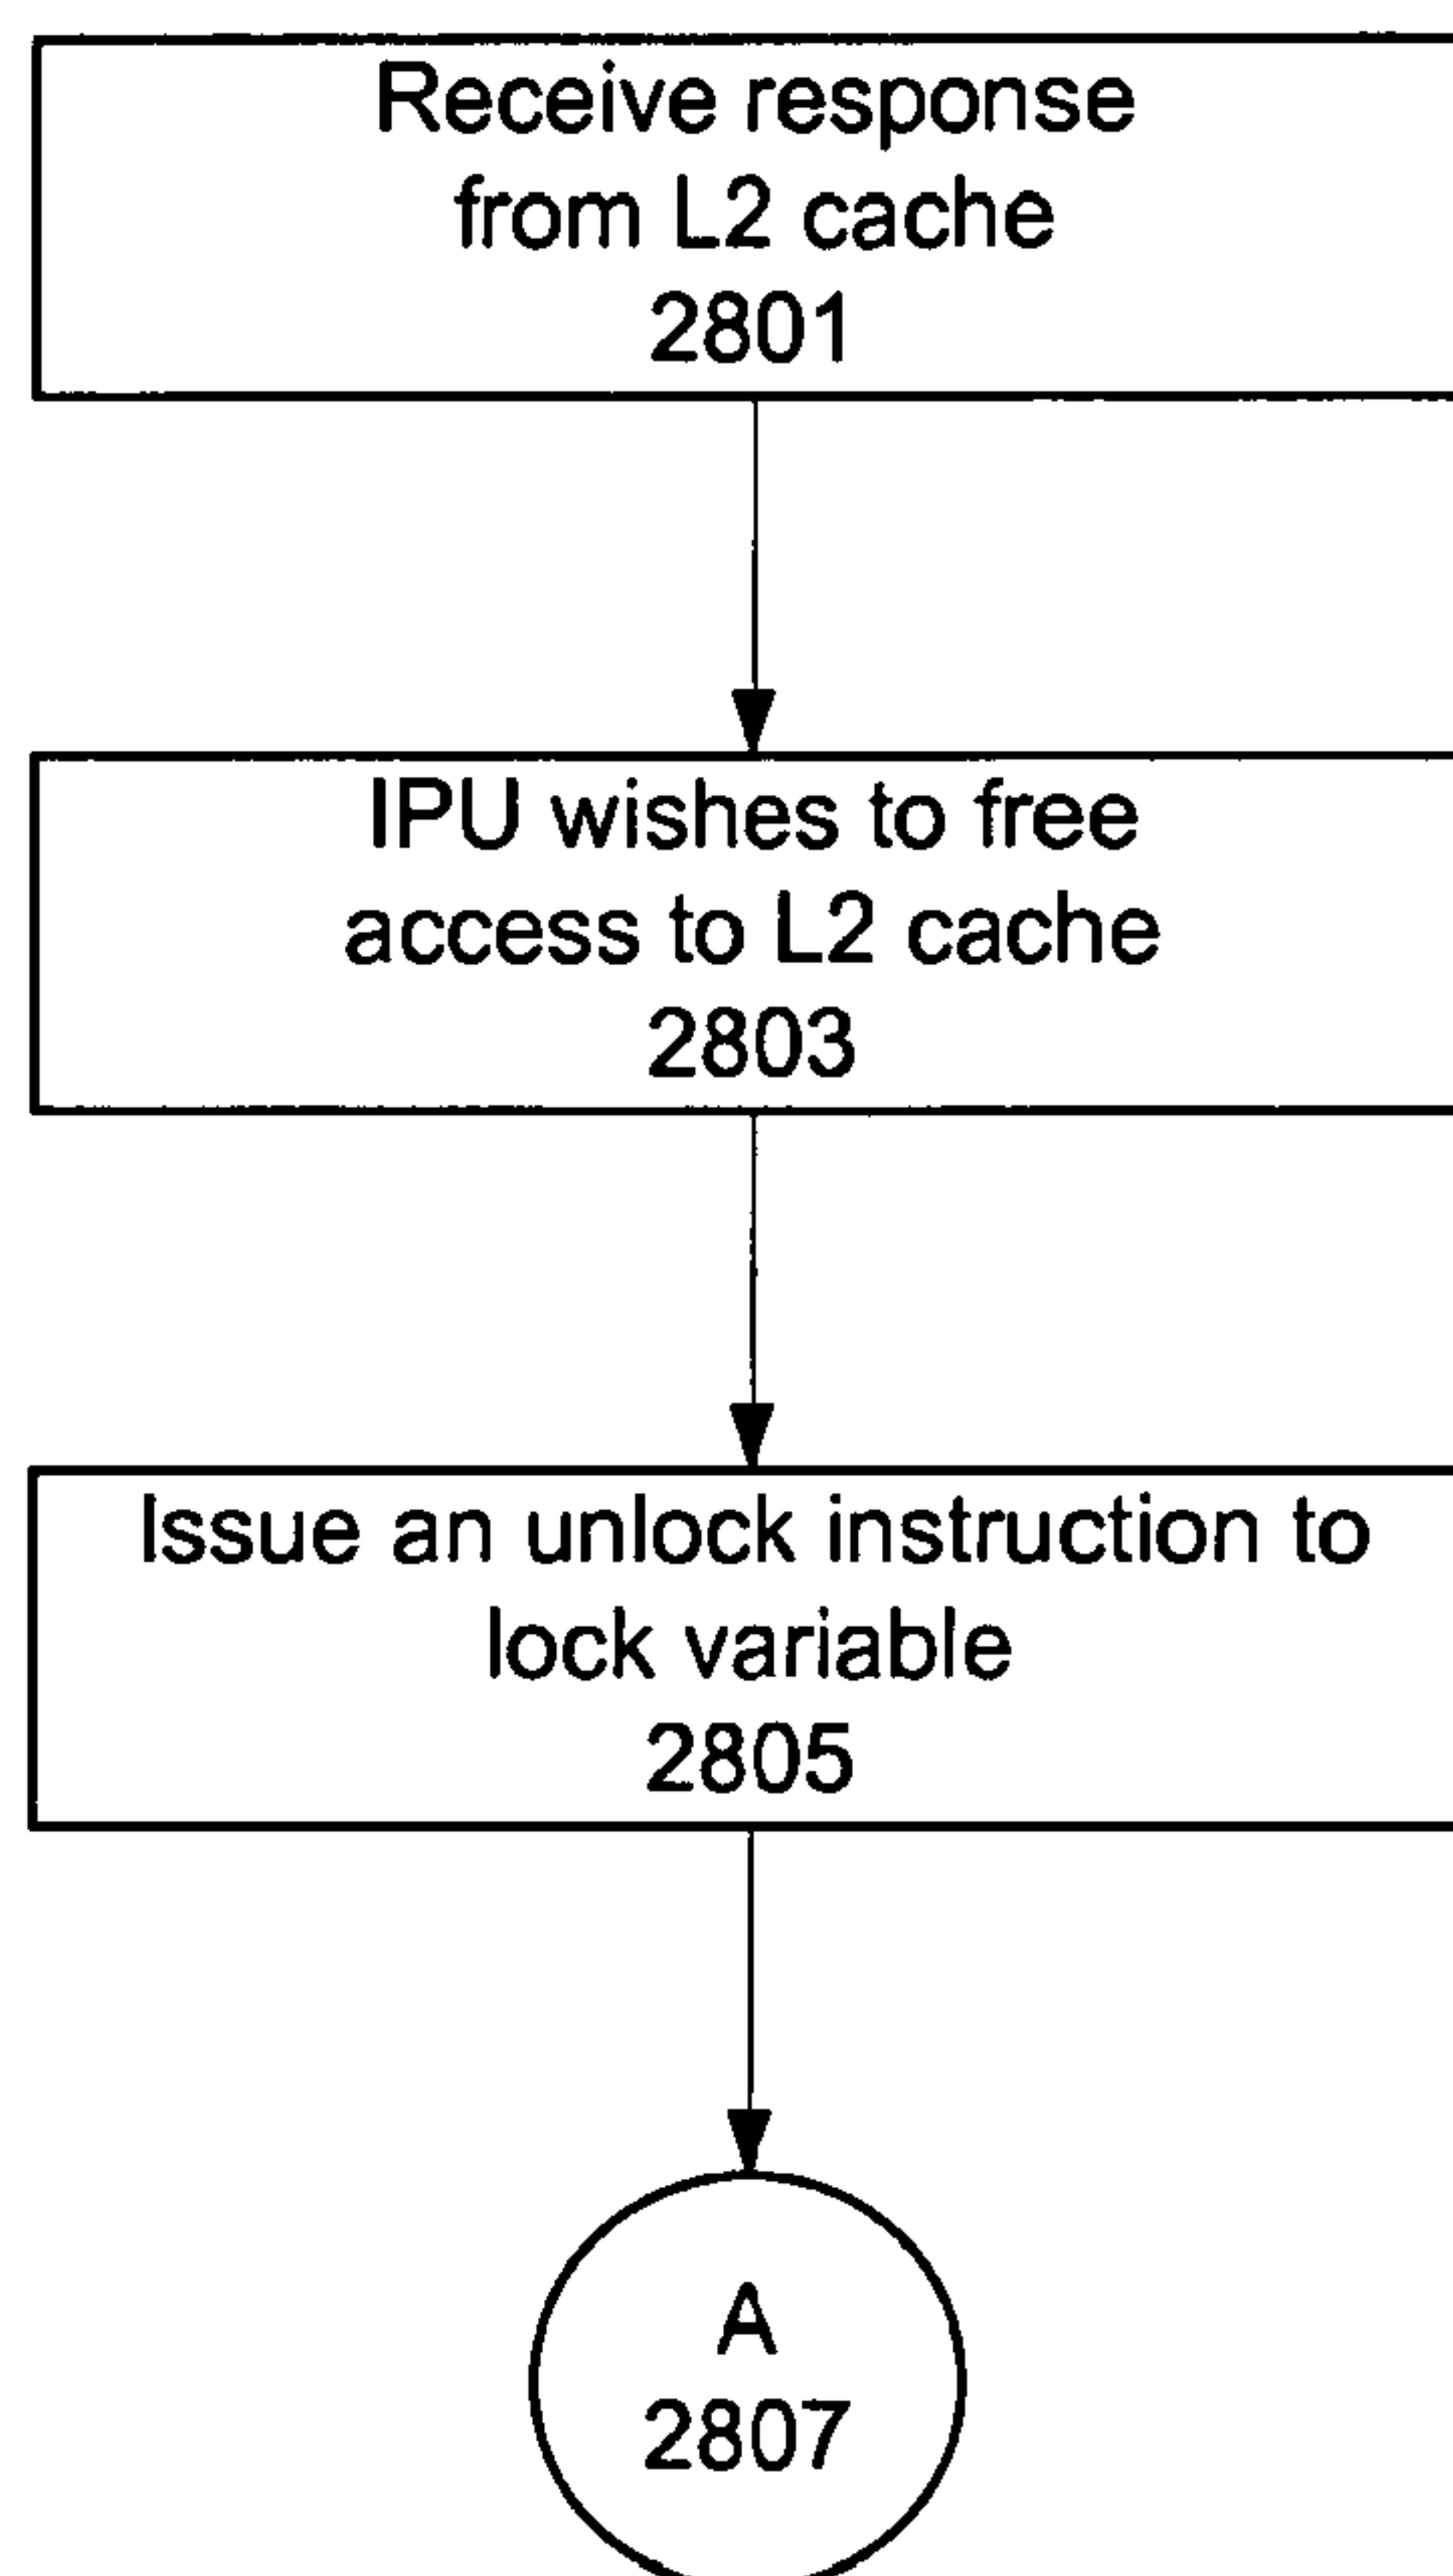 Receive response
from L2 cache
2801
IPU wishes to free
access to L2 cache
2803
Issue an unlock instruction to
lock variable
2805
A
2807